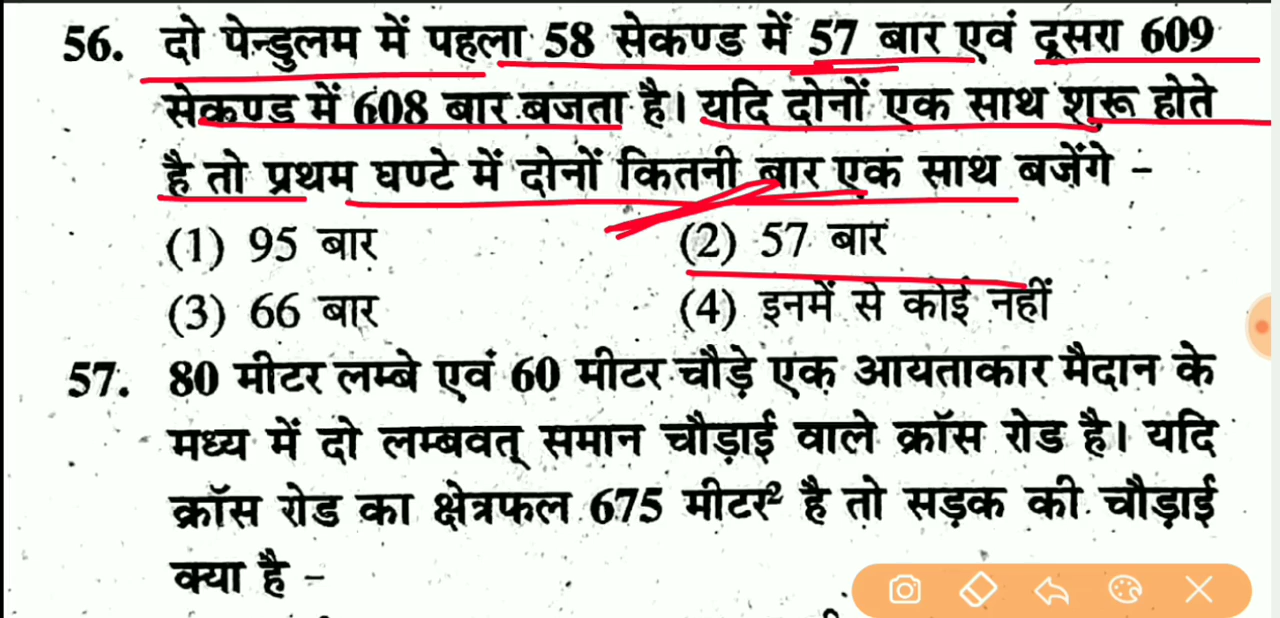 56. दो पेन्डुलम में पहला 58 सेकण्ड में 57 बार एवं दूसरा 609
सेकण्ड में 608 बार बजता है। यदि दोनों एक साथ शुरू होते
है तो प्रथम घण्टे में दोनों कितनी बार एक साथ बजेंगे -
(1) 95 बार (2) 57 बार
(3) 66 बार (4) इनमें से कोई नहीं
57. 80 मीटर लम्बे एवं 60 मीटर चौड़े एक आयताकार मैदान के
मध्य में दो लम्बवत् समान चौड़ाई वाले क्रॉस रोड है। यदि
क्रॉस रोड का क्षेत्रफल 675 मीटर² है तो सड़क की चौड़ाई
क्या है -